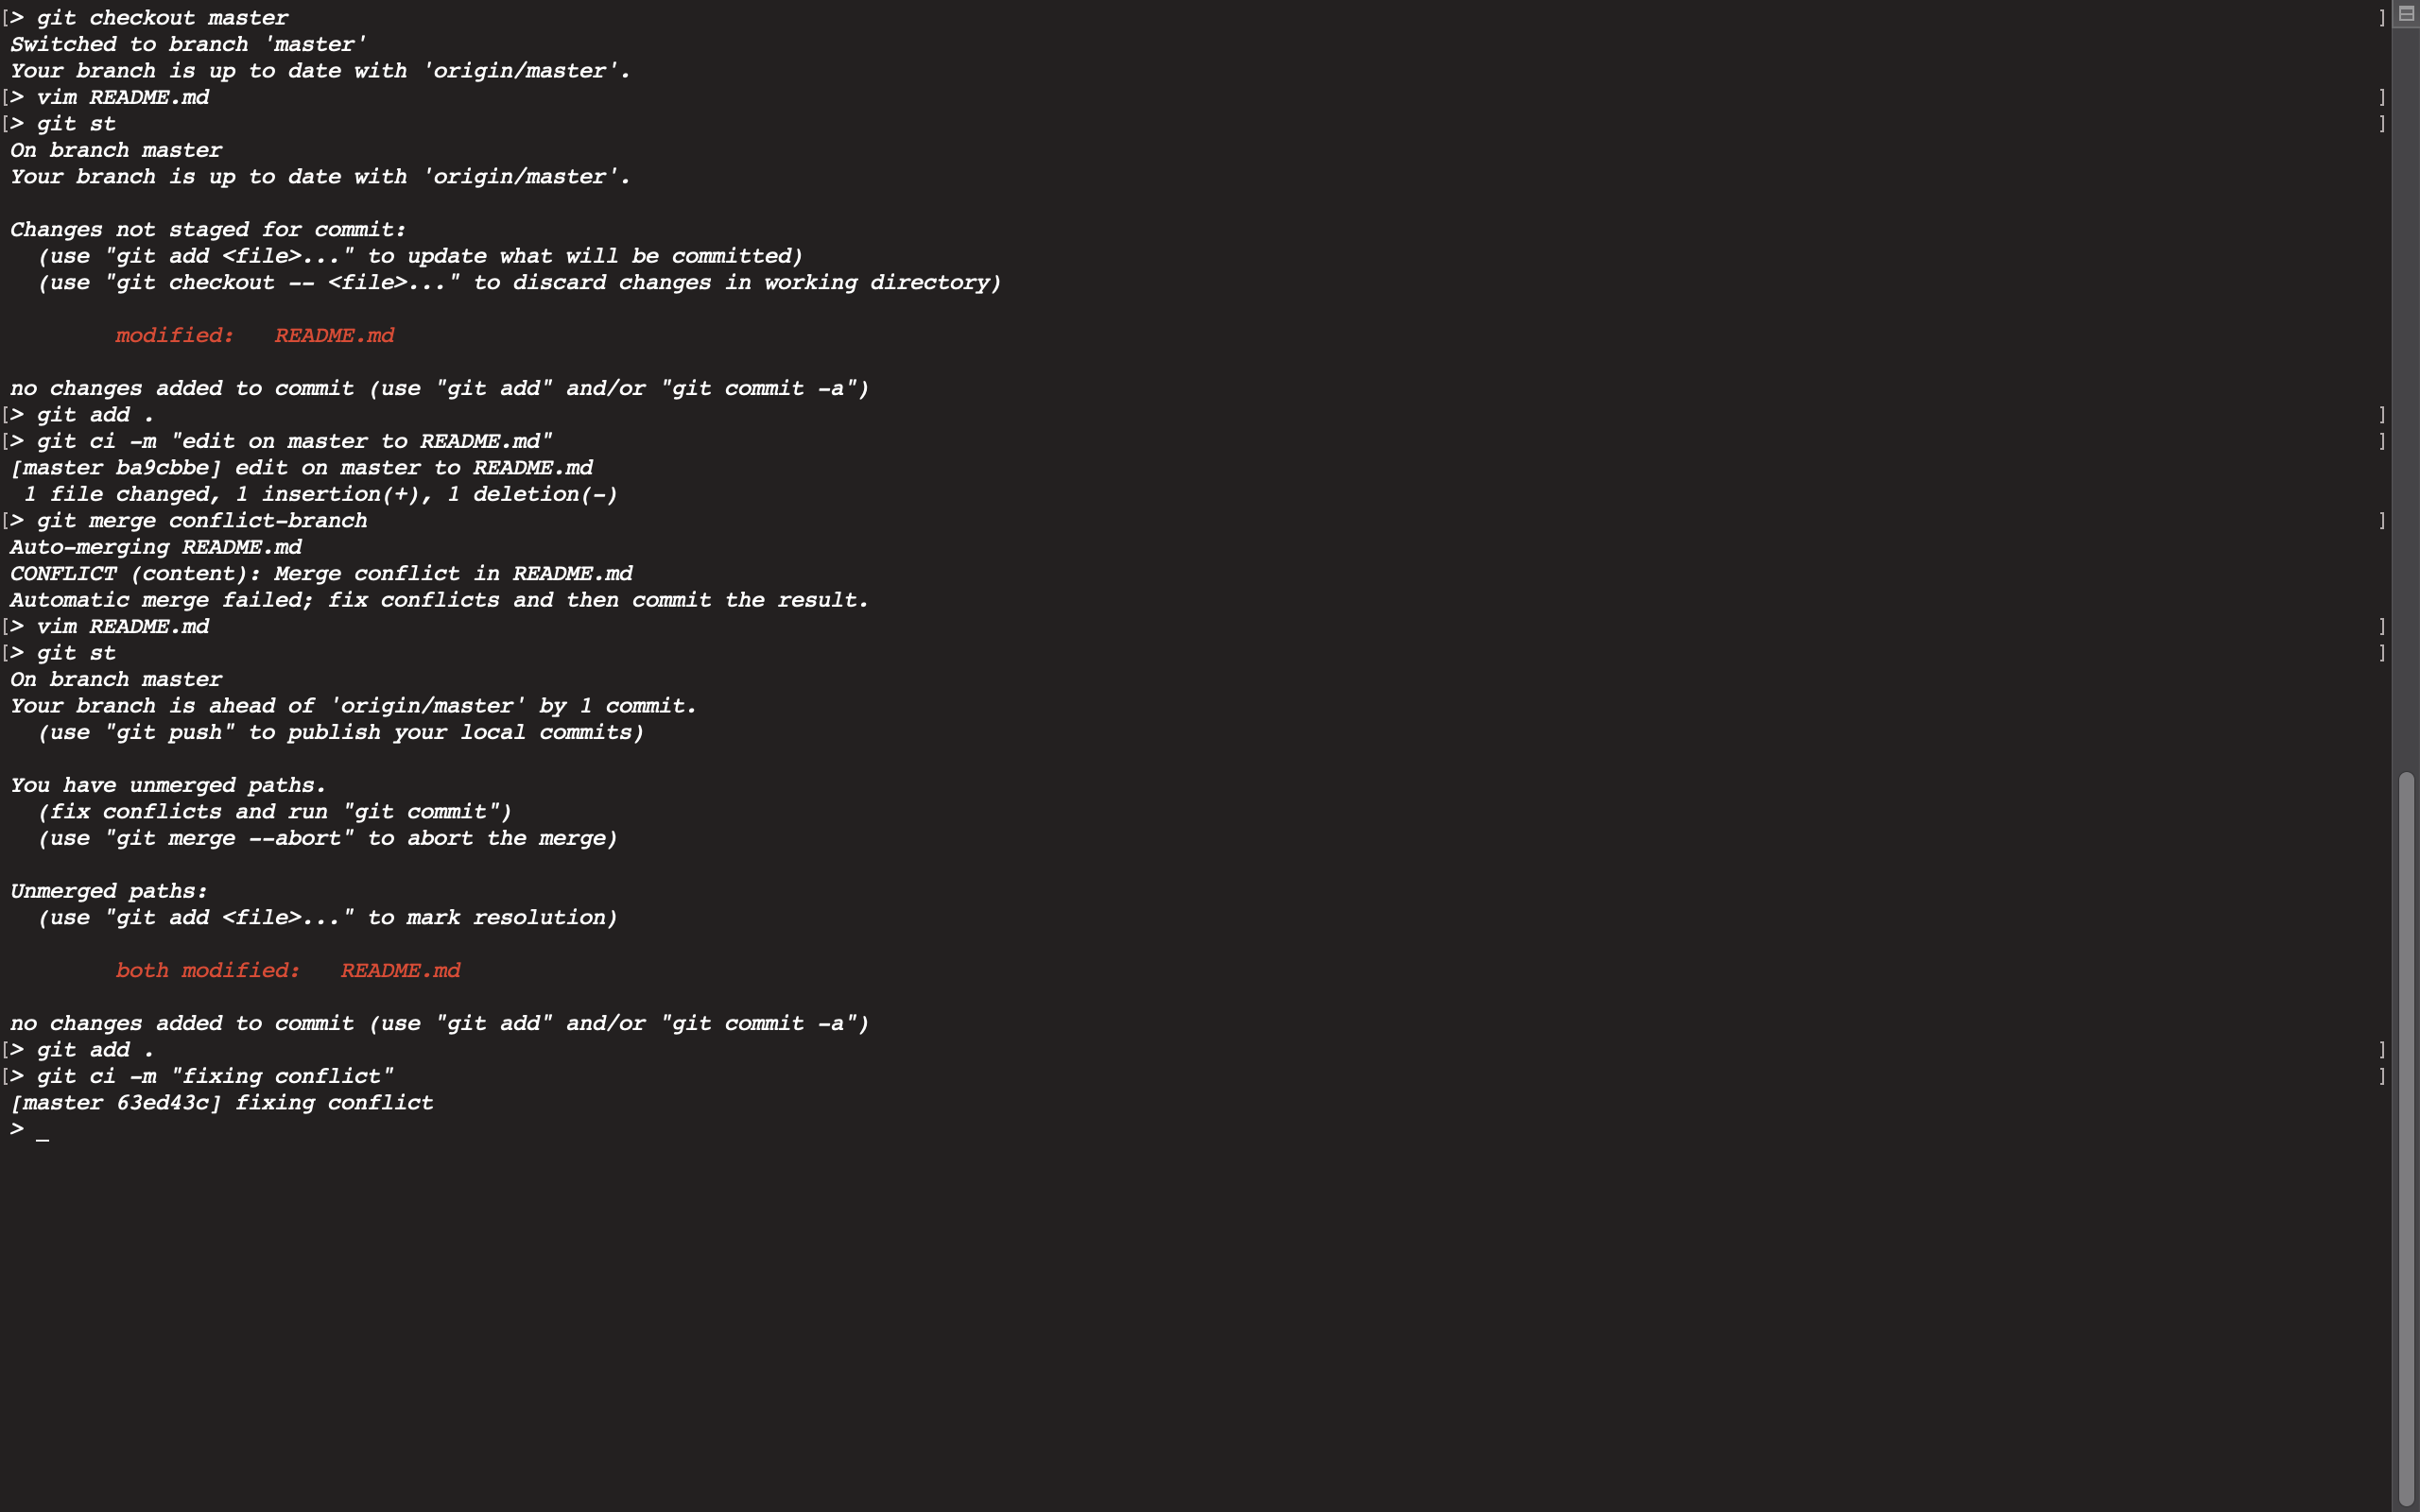 [> git checkout master ]
Switched to branch 'master'
Your branch is up to date with 'origin/master'.
[> vim README.md ]
[> git st ]
On branch master
Your branch is up to date with 'origin/master'.

Changes not staged for commit:
  (use "git add <file>..." to update what will be committed)
  (use "git checkout -- <file>..." to discard changes in working directory)

        modified:   README.md

no changes added to commit (use "git add" and/or "git commit -a")
[> git add . ]
[> git ci -m "edit on master to README.md" ]
[master ba9cbbe] edit on master to README.md
 1 file changed, 1 insertion(+), 1 deletion(-)
[> git merge conflict-branch ]
Auto-merging README.md
CONFLICT (content): Merge conflict in README.md
Automatic merge failed; fix conflicts and then commit the result.
[> vim README.md ]
[> git st ]
On branch master
Your branch is ahead of 'origin/master' by 1 commit.
  (use "git push" to publish your local commits)

You have unmerged paths.
  (fix conflicts and run "git commit")
  (use "git merge --abort" to abort the merge)

Unmerged paths:
  (use "git add <file>..." to mark resolution)

        both modified:   README.md

no changes added to commit (use "git add" and/or "git commit -a")
[> git add . ]
[> git ci -m "fixing conflict" ]
[master 63ed43c] fixing conflict
> _